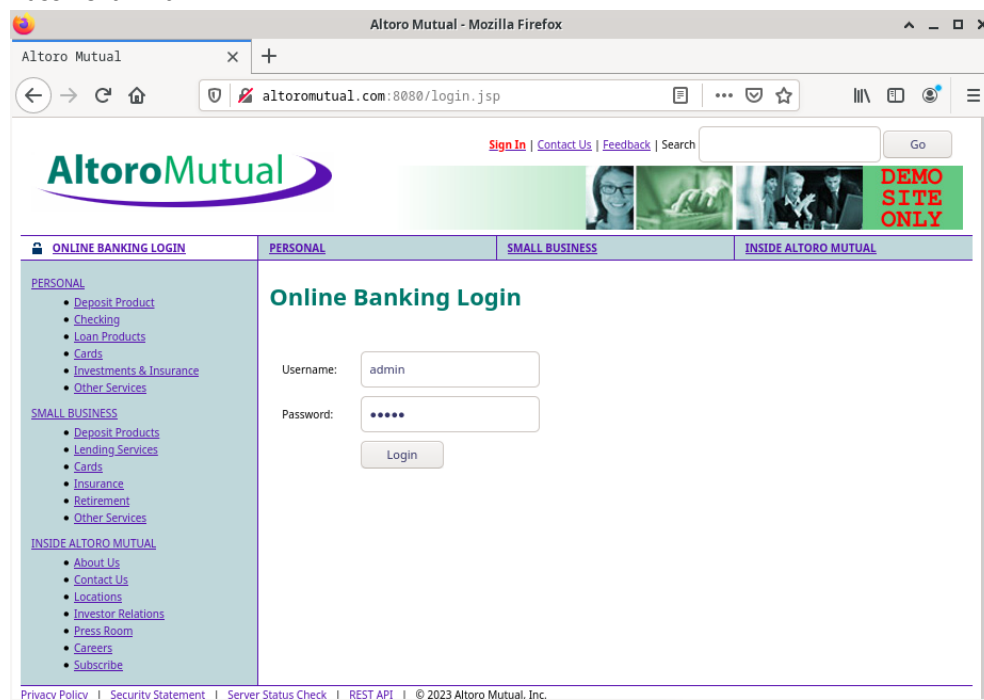 Altoro Mutual - Mozilla Firefox
Altoro Mutual
altoromutual.com:8080/login.jsp
Sign In | Contact Us | Feedback | Search
Go
AltoroMutual
DEMO
SITE
ONLY
ONLINE BANKING LOGIN
PERSONAL
SMALL BUSINESS
INSIDE ALTORO MUTUAL
PERSONAL
Deposit Product
Checking
Loan Products
Cards
Investments & Insurance
Other Services
SMALL BUSINESS
Deposit Products
Lending Services
Cards
Insurance
Retirement
Other Services
INSIDE ALTORO MUTUAL
About Us
Contact Us
Locations
Investor Relations
Press Room
Careers
Subscribe
Online Banking Login
Username:
admin
Password:
•••••
Login
Privacy Policy | Security Statement | Server Status Check | REST API | © 2023 Altoro Mutual, Inc.